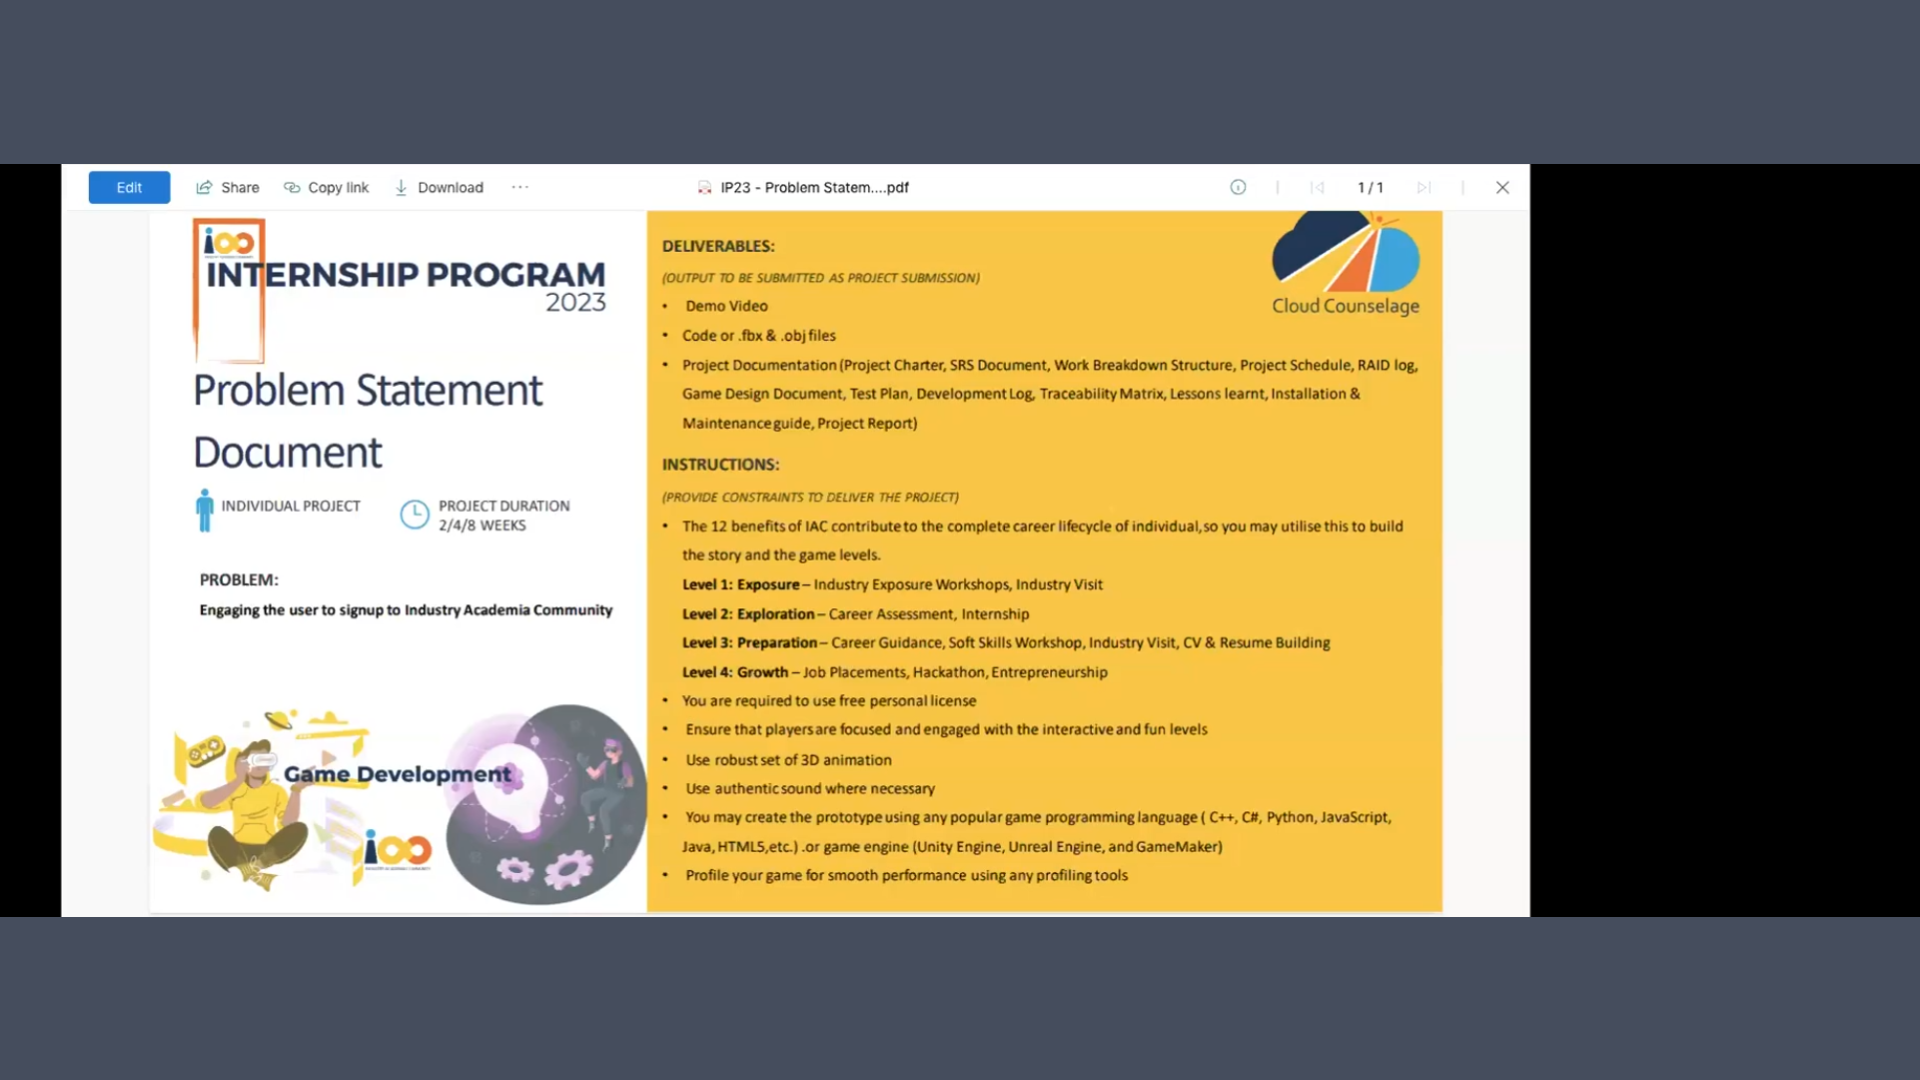 Edit
Share
Copy link
Download
IP23 - Problem Statem....pdf
1 / 1
INTERNSHIP PROGRAM
2023
Problem Statement
Document
INDIVIDUAL PROJECT
PROJECT DURATION
2/4/8 WEEKS
PROBLEM:
Engaging the user to signup to Industry Academia Community
Game Development
DELIVERABLES:
(OUTPUT TO BE SUBMITTED AS PROJECT SUBMISSION)
• Demo Video
• Code or .fbx & .obj files
• Project Documentation (Project Charter, SRS Document, Work Breakdown Structure, Project Schedule, RAID log,
Game Design Document, Test Plan, Development Log, Traceability Matrix, Lessons learnt, Installation &
Maintenance guide, Project Report)
INSTRUCTIONS:
(PROVIDE CONSTRAINTS TO DELIVER THE PROJECT)
• The 12 benefits of IAC contribute to the complete career lifecycle of individual, so you may utilise this to build
the story and the game levels.
Level 1: Exposure – Industry Exposure Workshops, Industry Visit
Level 2: Exploration – Career Assessment, Internship
Level 3: Preparation – Career Guidance, Soft Skills Workshop, Industry Visit, CV & Resume Building
Level 4: Growth – Job Placements, Hackathon, Entrepreneurship
• You are required to use free personal license
• Ensure that players are focused and engaged with the interactive and fun levels
• Use robust set of 3D animation
• Use authentic sound where necessary
• You may create the prototype using any popular game programming language ( C++, C#, Python, JavaScript,
Java, HTML5,etc.) .or game engine (Unity Engine, Unreal Engine, and GameMaker)
• Profile your game for smooth performance using any profiling tools
Cloud Counselage